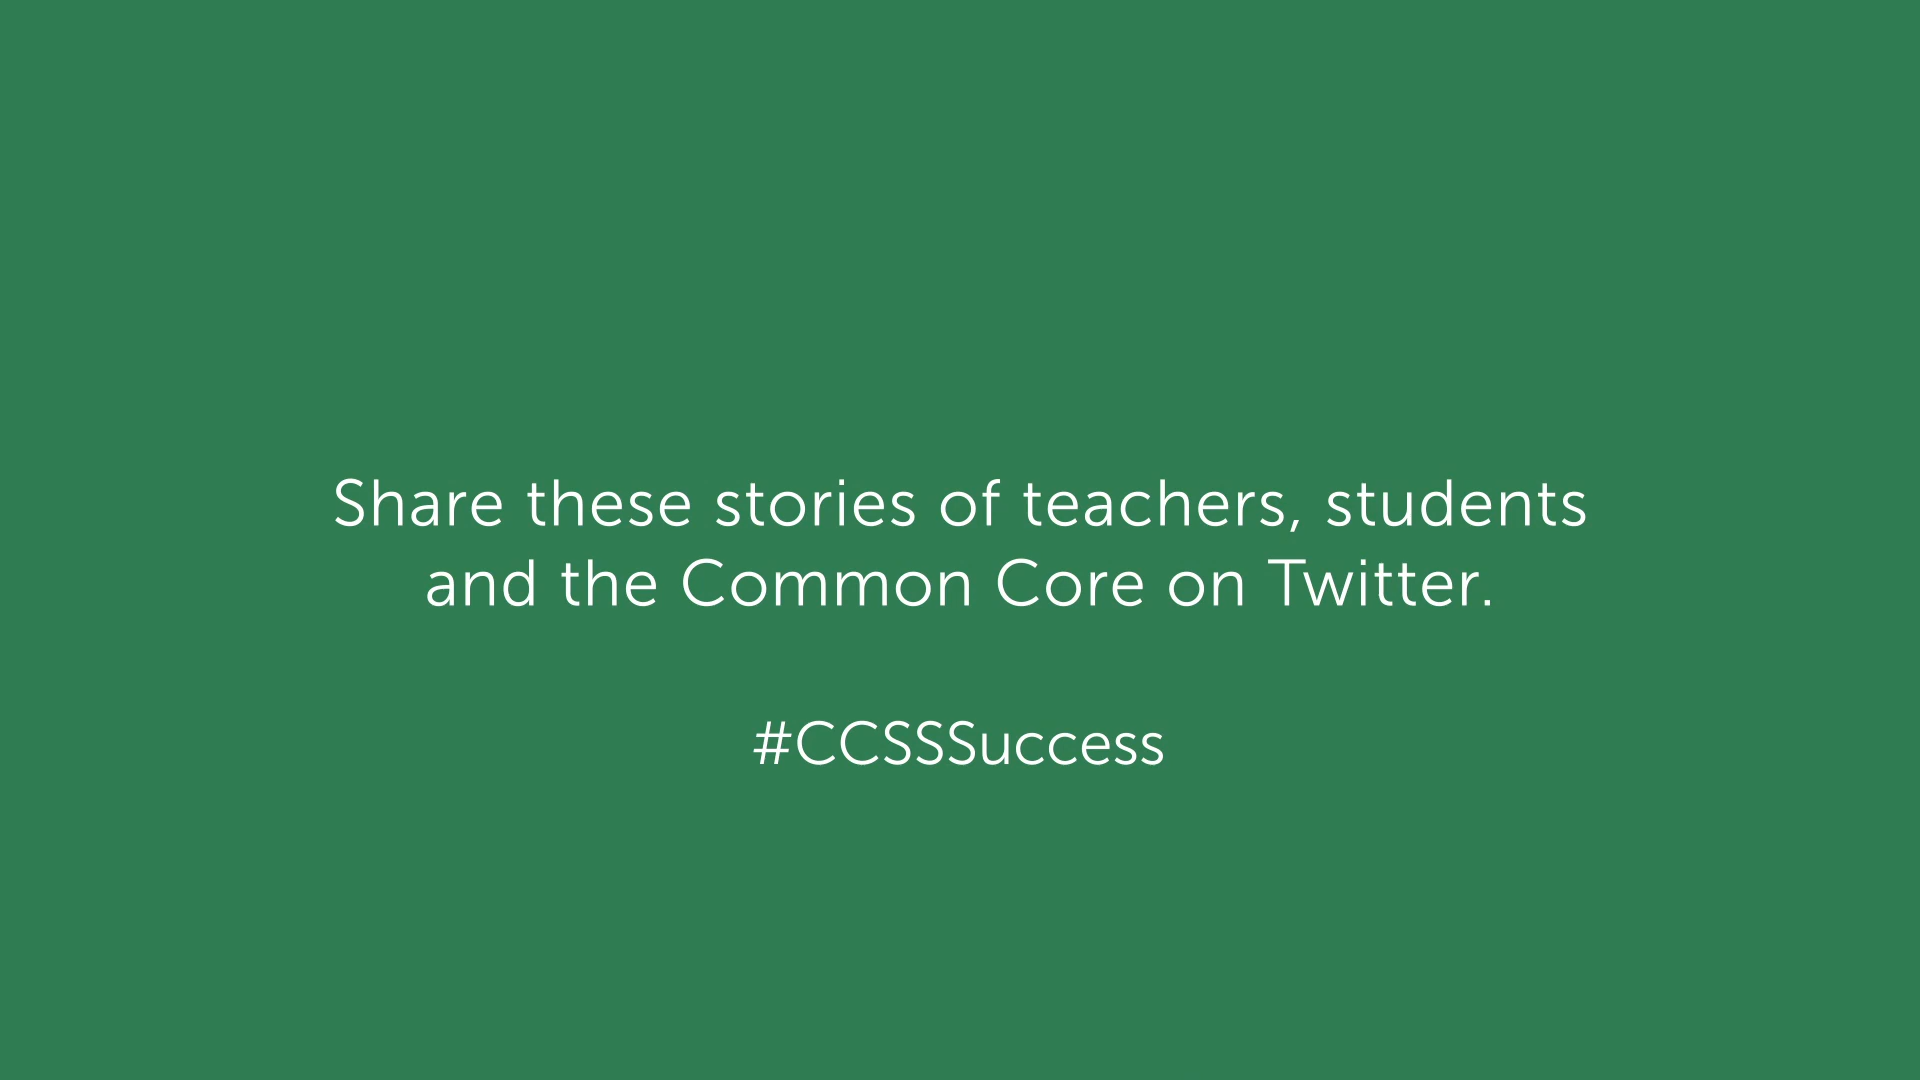 Share these stories of teachers, students
and the Common Core on Twitter.
#CCSSSuccess